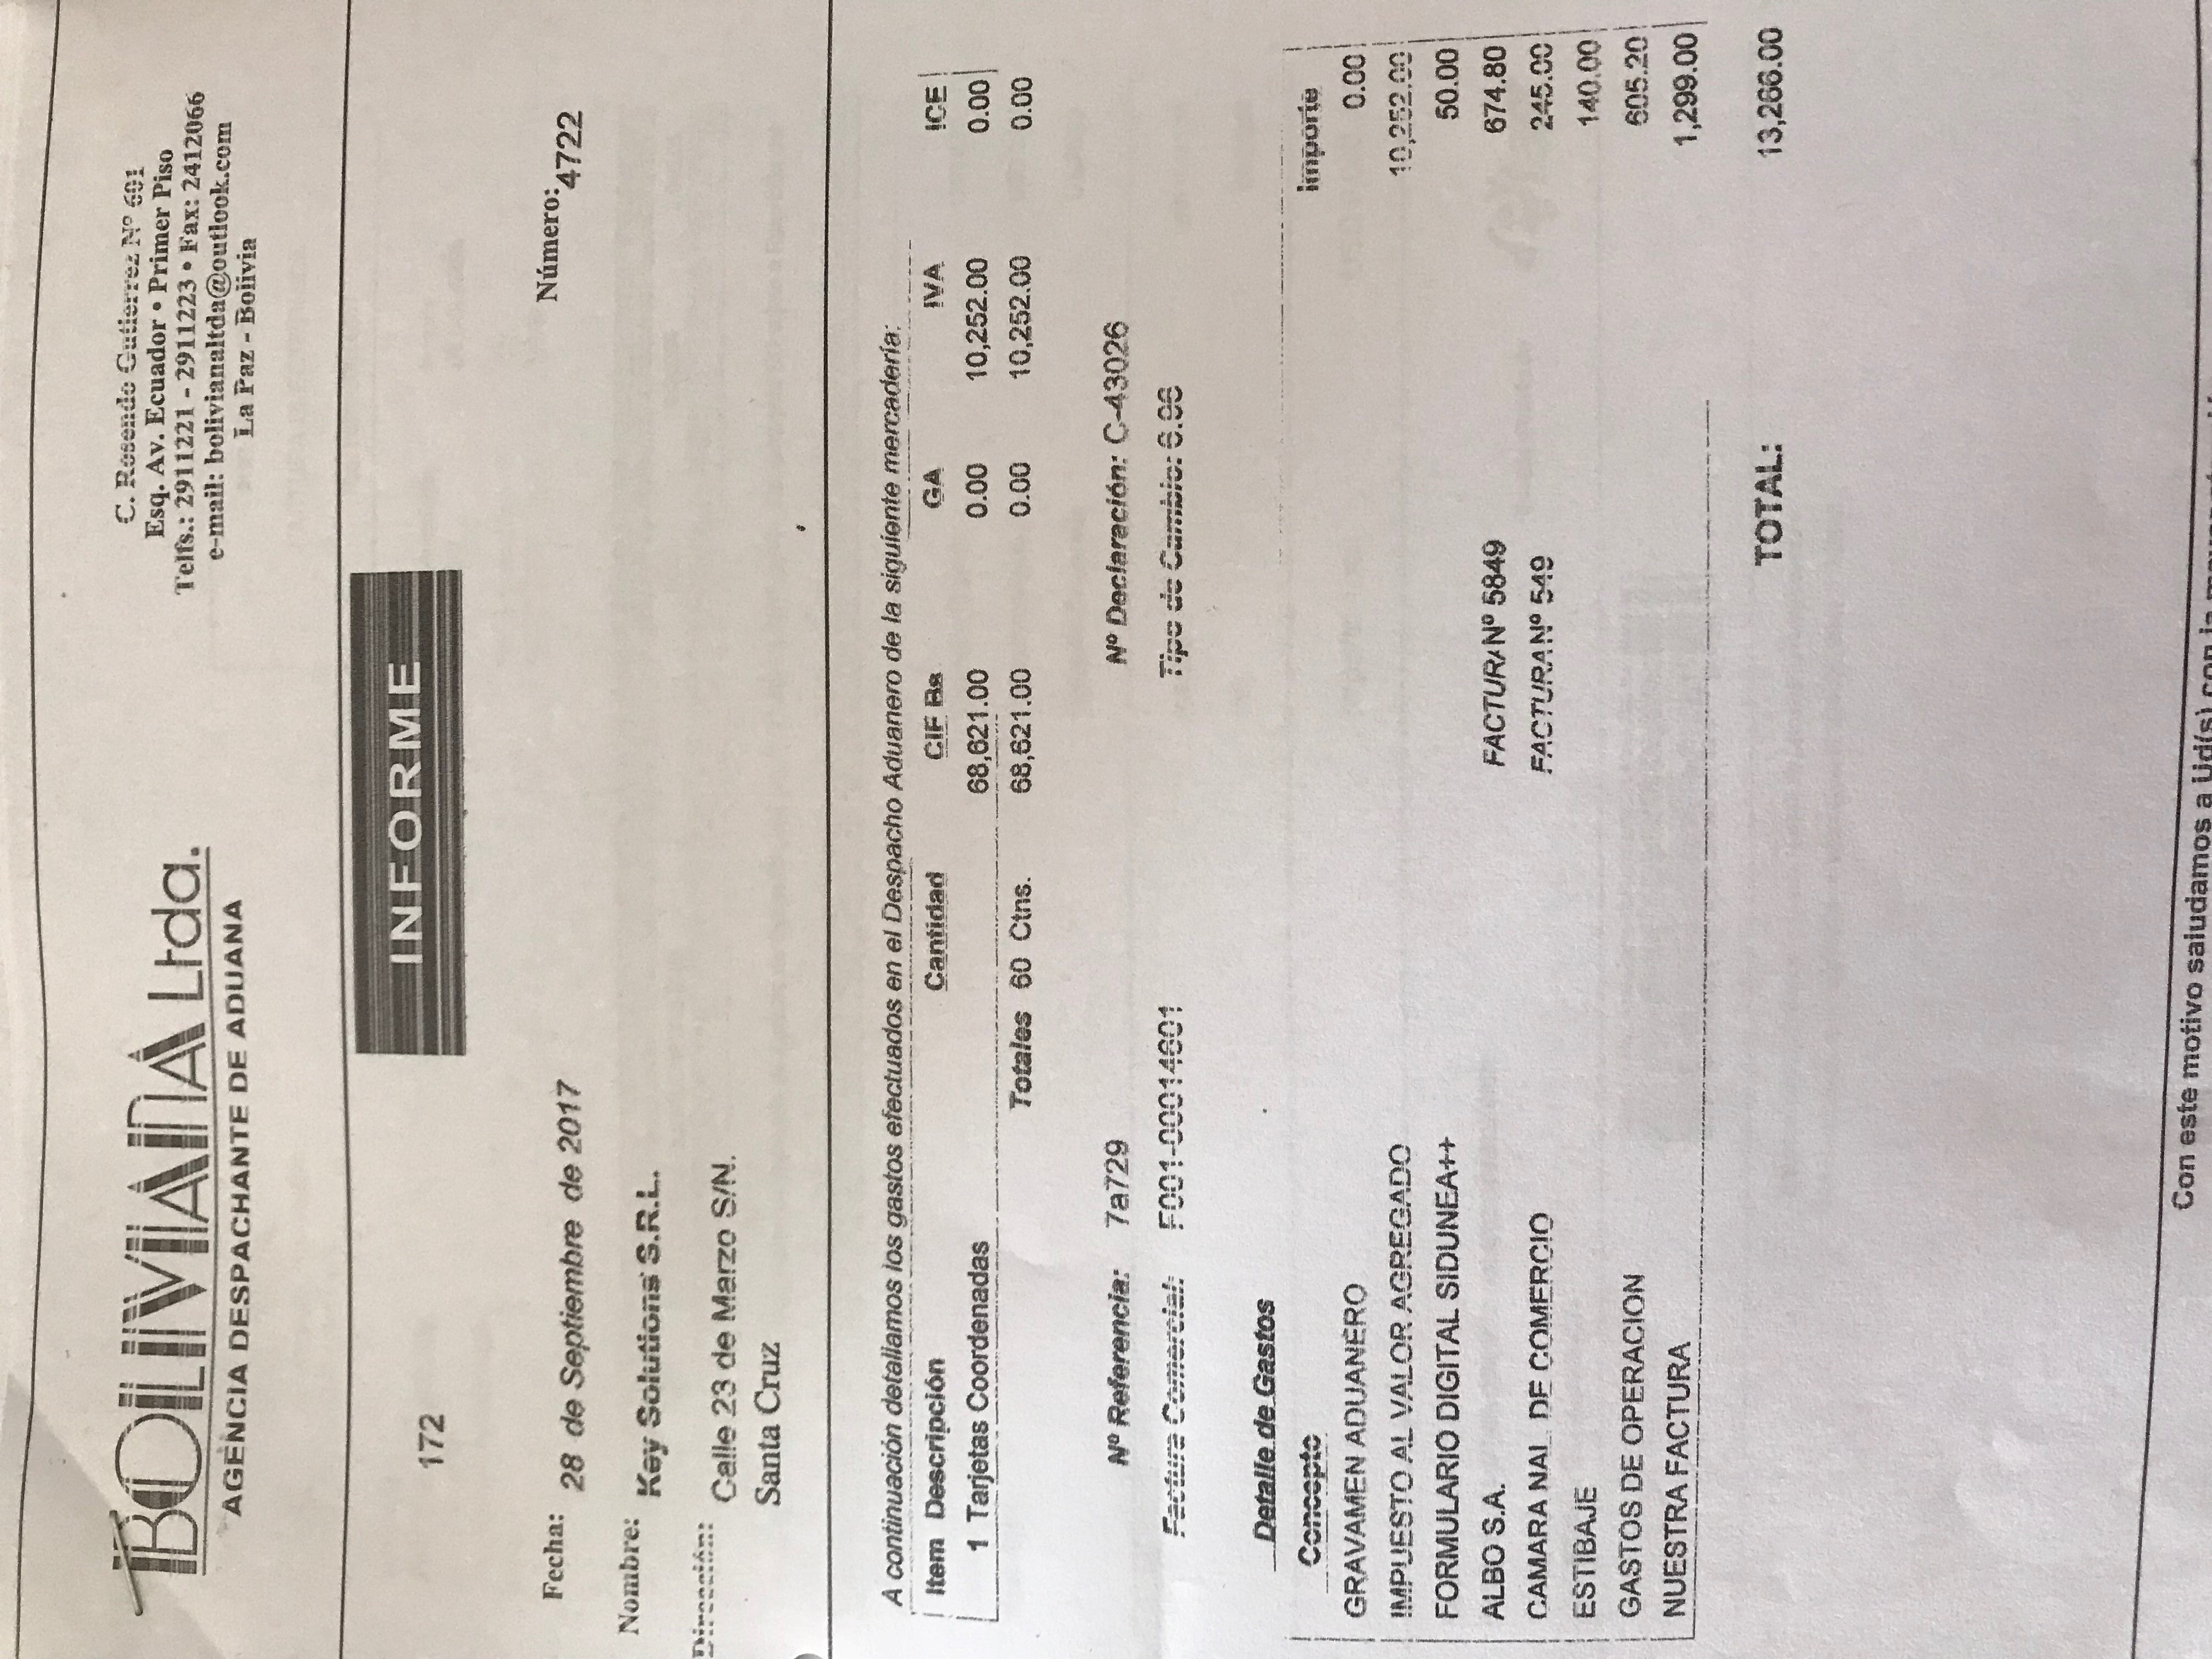 BOLIVIANA Ltda.
AGENCIA DESPACHANTE DE ADUANA
C. Rosendo Gutierrez Nº 601
Esq. Av. Ecuador • Primer Piso
Telfs.: 2911221 - 2911223 • Fax: 2412066
e-mail: bolivianaltda@outlook.com
La Paz - Bolivia
INFORME
172
Fecha: 28 de Septiembre de 2017
Número: 4722
Nombre: Key Solutions S.R.L.
Dirección: Calle 23 de Marzo S/N.
Santa Cruz
A continuación detallamos los gastos efectuados en el Despacho Aduanero de la siguiente mercadería:
Item Descripción Cantidad CIF Bs GA IVA ICE
1 Tarjetas Coordenadas 68,621.00 0.00 10,252.00 0.00
Totales 60 Ctns. 68,621.00 0.00 10,252.00 0.00
Nº Referencia: 7a729 Nº Declaración: C-43026
Factura Comercial: F001-00014601 Tipo de Cambio: 6.96
Detalle de Gastos
Concepto Importe
GRAVAMEN ADUANERO 0.00
IMPUESTO AL VALOR AGREGADO 10,252.00
FORMULARIO DIGITAL SIDUNEA++ 50.00
ALBO S.A. FACTURA Nº 5849 674.80
CAMARA NAL. DE COMERCIO FACTURA Nº 549 245.00
ESTIBAJE 140.00
GASTOS DE OPERACION 605.20
NUESTRA FACTURA 1,299.00
TOTAL: 13,266.00
Con este motivo saludamos a Ud(s) con la